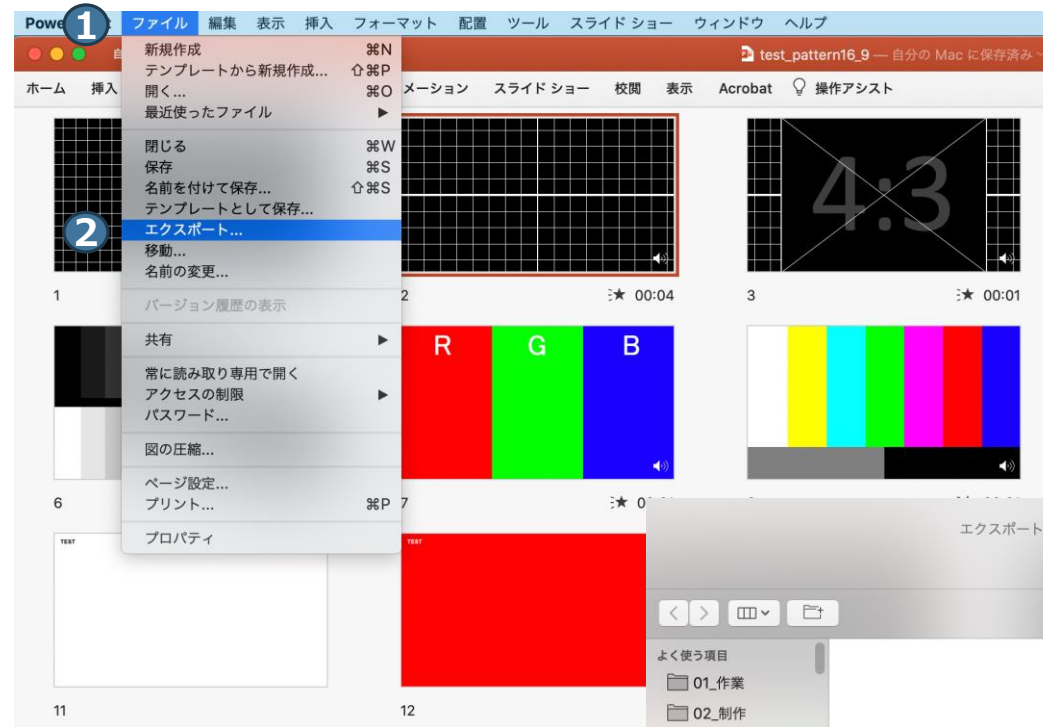 1
ファイル 編集 表示 挿入 フォーマット 配置 ツール スライド ショー ウィンドウ ヘルプ
test_pattern16_9 — 自分の Mac に保存済み
ホーム 挿入 メーション スライド ショー 校閲 表示 Acrobat 操作アシスト
新規作成 ⌘N
テンプレートから新規作成... ⇧⌘P
開く... ⌘O
最近使ったファイル ▶
閉じる ⌘W
保存 ⌘S
名前を付けて保存... ⇧⌘S
テンプレートとして保存...
2
エクスポート...
移動...
名前の変更...
バージョン履歴の表示
共有 ▶
常に読み取り専用で開く
アクセスの制限 ▶
パスワード...
図の圧縮...
ページ設定...
プリント... ⌘P
プロパティ
4:3
1
2 00:04
3 00:01
R G B
6
7
TEST
TEST
11
12
エクスポート
よく使う項目
01_作業
02_制作